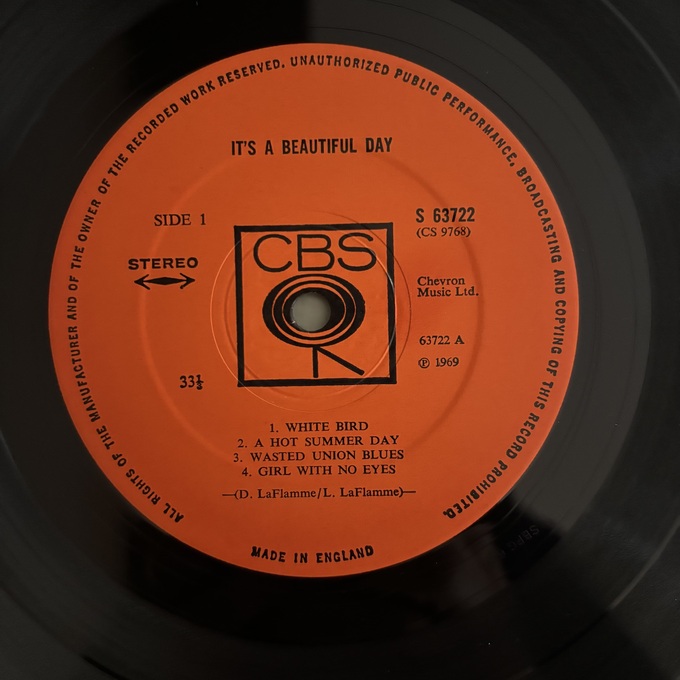 ALL RIGHTS OF THE MANUFACTURER AND OF THE OWNER OF THE RECORDED WORK RESERVED. UNAUTHORIZED PUBLIC PERFORMANCE, BROADCASTING AND COPYING OF THIS RECORD PROHIBITED.
IT'S A BEAUTIFUL DAY
SIDE 1
S 63722
(CS 9768)
STEREO
CBS
Chevron
Music Ltd.
63722 A
℗ 1969
33⅓
1. WHITE BIRD
2. A HOT SUMMER DAY
3. WASTED UNION BLUES
4. GIRL WITH NO EYES
—(D. LaFlamme/L. LaFlamme)—
MADE IN ENGLAND